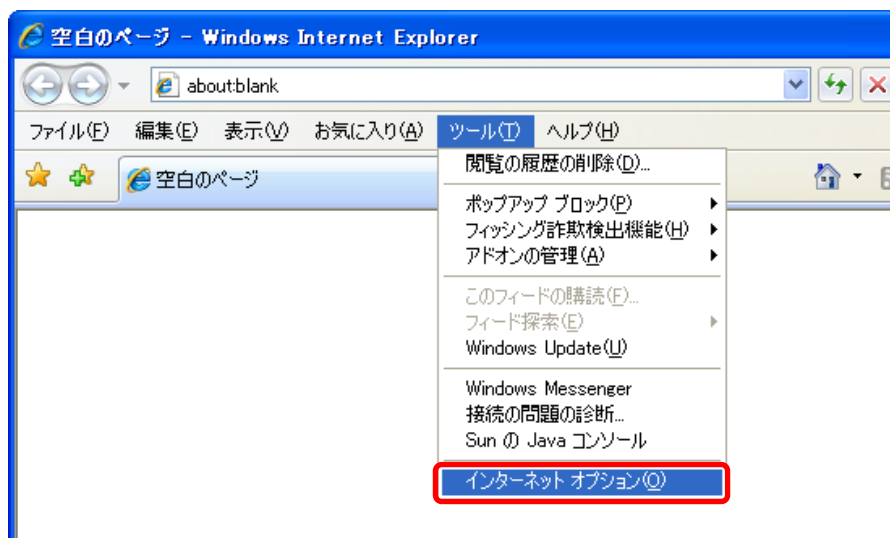 空白のページ - Windows Internet Explorer
about:blank
ファイル(F) 編集(E) 表示(V) お気に入り(A) ツール(T) ヘルプ(H)
空白のページ
閲覧の履歴の削除(D)...
ポップアップ ブロック(P)
フィッシング詐欺検出機能(H)
アドオンの管理(A)
このフィードの購読(F)...
フィード探索(E)
Windows Update(U)
Windows Messenger
接続の問題の診断...
Sun の Java コンソール
インターネット オプション(O)